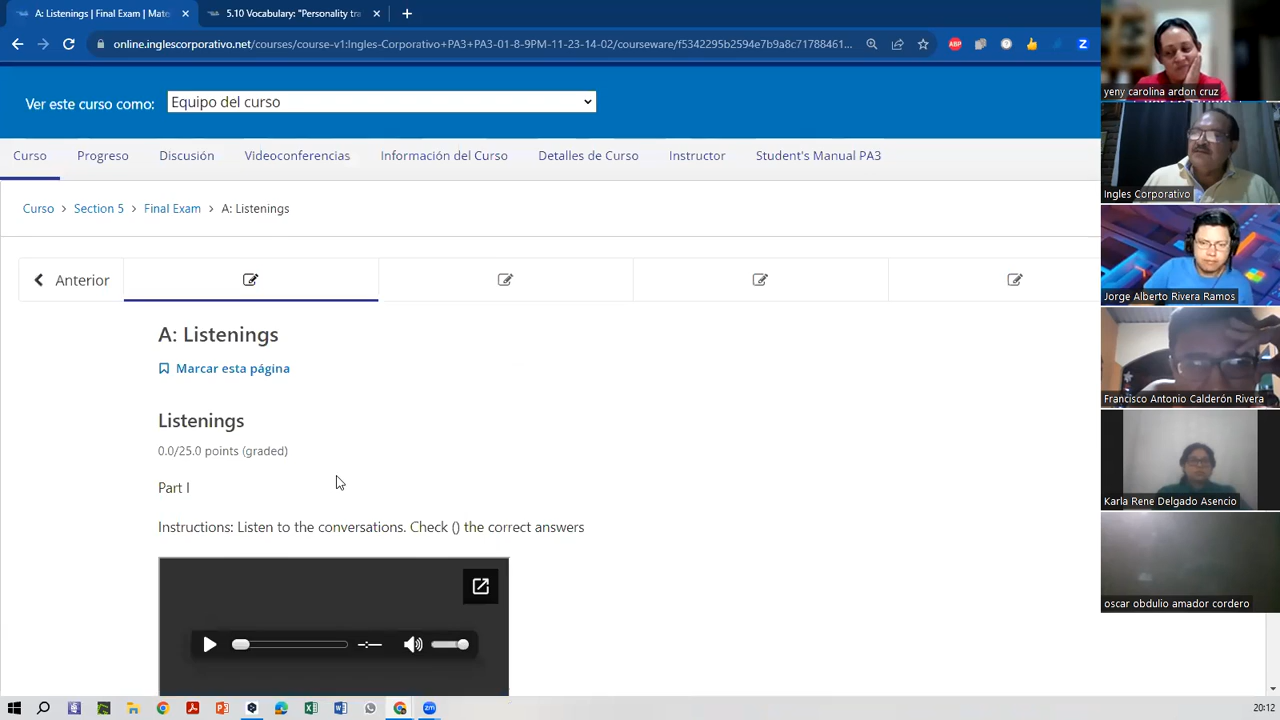 A: Listenings | Final Exam | Mate
5.10 Vocabulary: "Personality tra
online.inglescorporativo.net/courses/course-v1:Ingles-Corporativo+PA3+PA3-01-8-9PM-11-23-14-02/courseware/f5342295b2594e7b9a8c71788461...
ABP
Ver este curso como:
Equipo del curso
Curso
Progreso
Discusión
Videoconferencias
Información del Curso
Detalles de Curso
Instructor
Student's Manual PA3
Curso > Section 5 > Final Exam > A: Listenings
Anterior
A: Listenings
Marcar esta página
Listenings
0.0/25.0 points (graded)
Part I
Instructions: Listen to the conversations. Check () the correct answers
-:--
yeny carolina ardon cruz
Ingles Corporativo
Jorge Alberto Rivera Ramos
Francisco Antonio Calderón Rivera
Karla Rene Delgado Asencio
oscar obdulio amador cordero
20:12